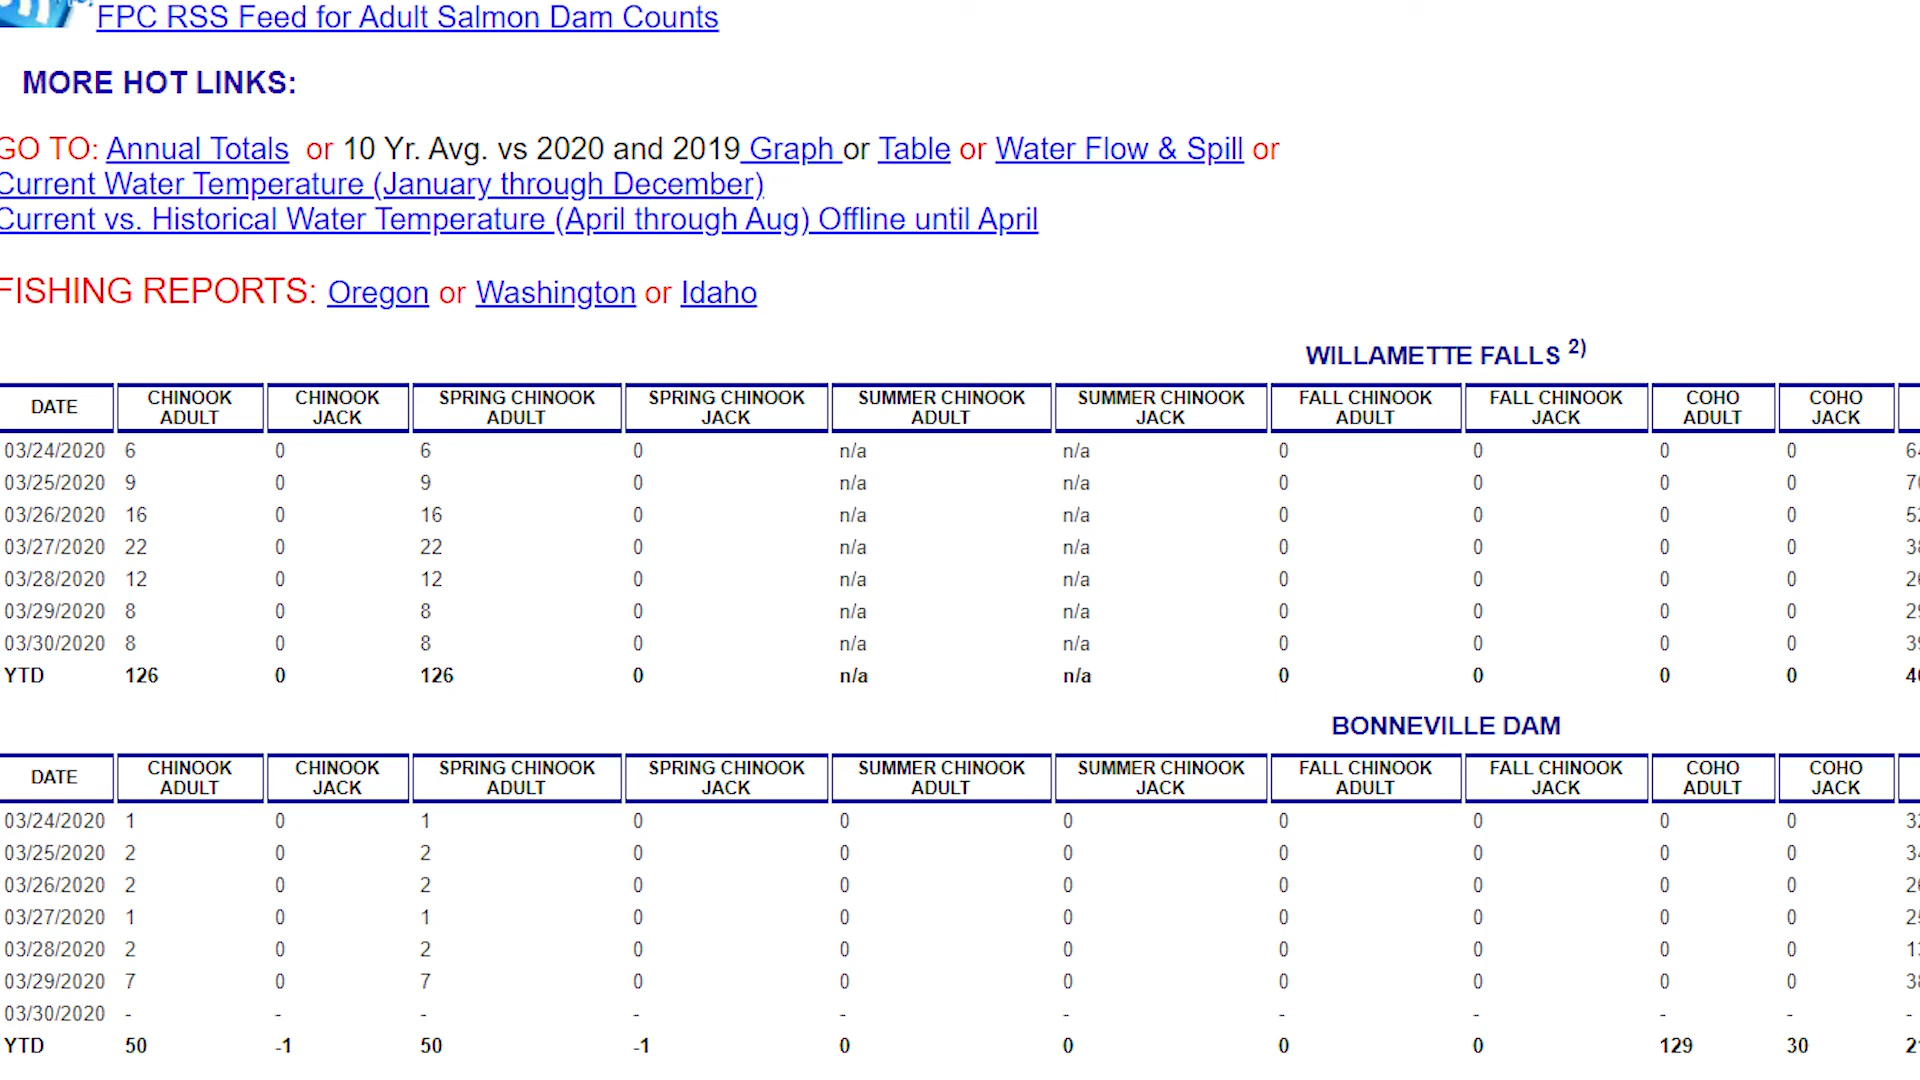 FPC RSS Feed for Adult Salmon Dam Counts
MORE HOT LINKS:
GO TO: Annual Totals or 10 Yr. Avg. vs 2020 and 2019 Graph or Table or Water Flow & Spill or
Current Water Temperature (January through December)
Current vs. Historical Water Temperature (April through Aug) Offline until April
FISHING REPORTS: Oregon or Washington or Idaho
WILLAMETTE FALLS 2)
DATE CHINOOK ADULT CHINOOK JACK SPRING CHINOOK ADULT SPRING CHINOOK JACK SUMMER CHINOOK ADULT SUMMER CHINOOK JACK FALL CHINOOK ADULT FALL CHINOOK JACK COHO ADULT COHO JACK
03/24/2020 6 0 6 0 n/a n/a 0 0 0 0
03/25/2020 9 0 9 0 n/a n/a 0 0 0 0
03/26/2020 16 0 16 0 n/a n/a 0 0 0 0
03/27/2020 22 0 22 0 n/a n/a 0 0 0 0
03/28/2020 12 0 12 0 n/a n/a 0 0 0 0
03/29/2020 8 0 8 0 n/a n/a 0 0 0 0
03/30/2020 8 0 8 0 n/a n/a 0 0 0 0
YTD 126 0 126 0 n/a n/a 0 0 0 0
BONNEVILLE DAM
DATE CHINOOK ADULT CHINOOK JACK SPRING CHINOOK ADULT SPRING CHINOOK JACK SUMMER CHINOOK ADULT SUMMER CHINOOK JACK FALL CHINOOK ADULT FALL CHINOOK JACK COHO ADULT COHO JACK
03/24/2020 1 0 1 0 0 0 0 0 0 0
03/25/2020 2 0 2 0 0 0 0 0 0 0
03/26/2020 2 0 2 0 0 0 0 0 0 0
03/27/2020 1 0 1 0 0 0 0 0 0 0
03/28/2020 2 0 2 0 0 0 0 0 0 0
03/29/2020 7 0 7 0 0 0 0 0 0 0
03/30/2020 - - - - - - - - - - -
YTD 50 -1 50 -1 0 0 0 0 129 30